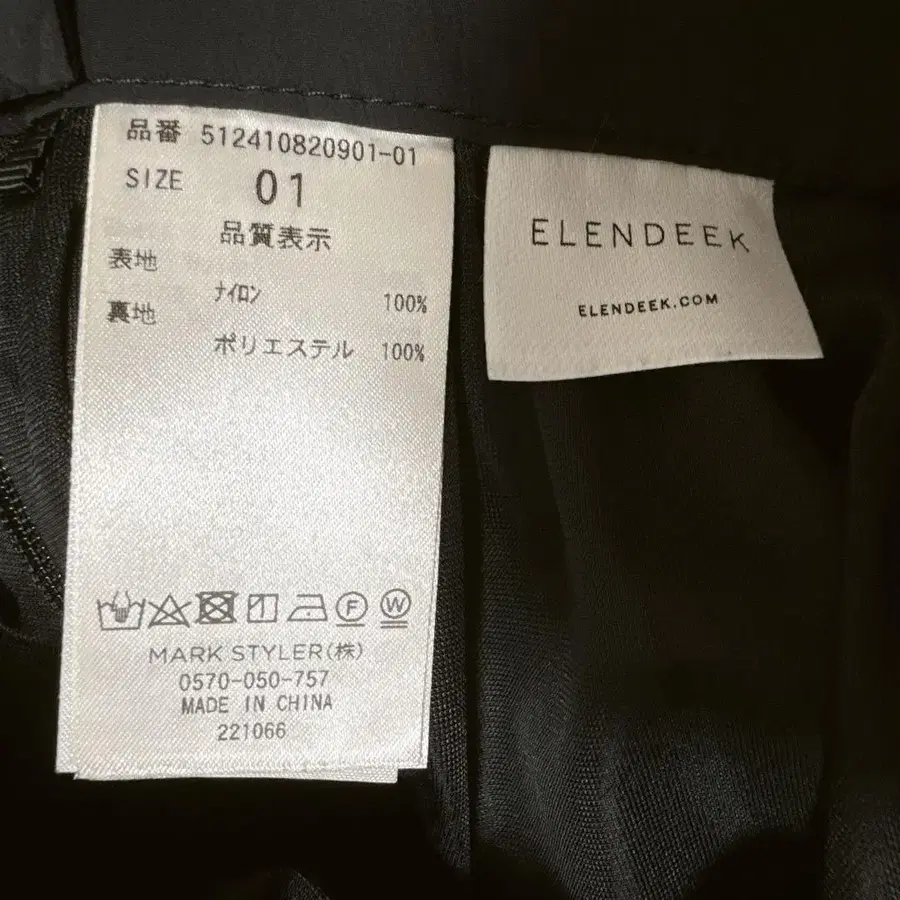 品番 512410820901-01
SIZE 01
品質表示
表地
ナイロン 100%
裏地
ポリエステル 100%
F W
MARK STYLER(株)
0570-050-757
MADE IN CHINA
221066
ELENDEEK
ELENDEEK.COM